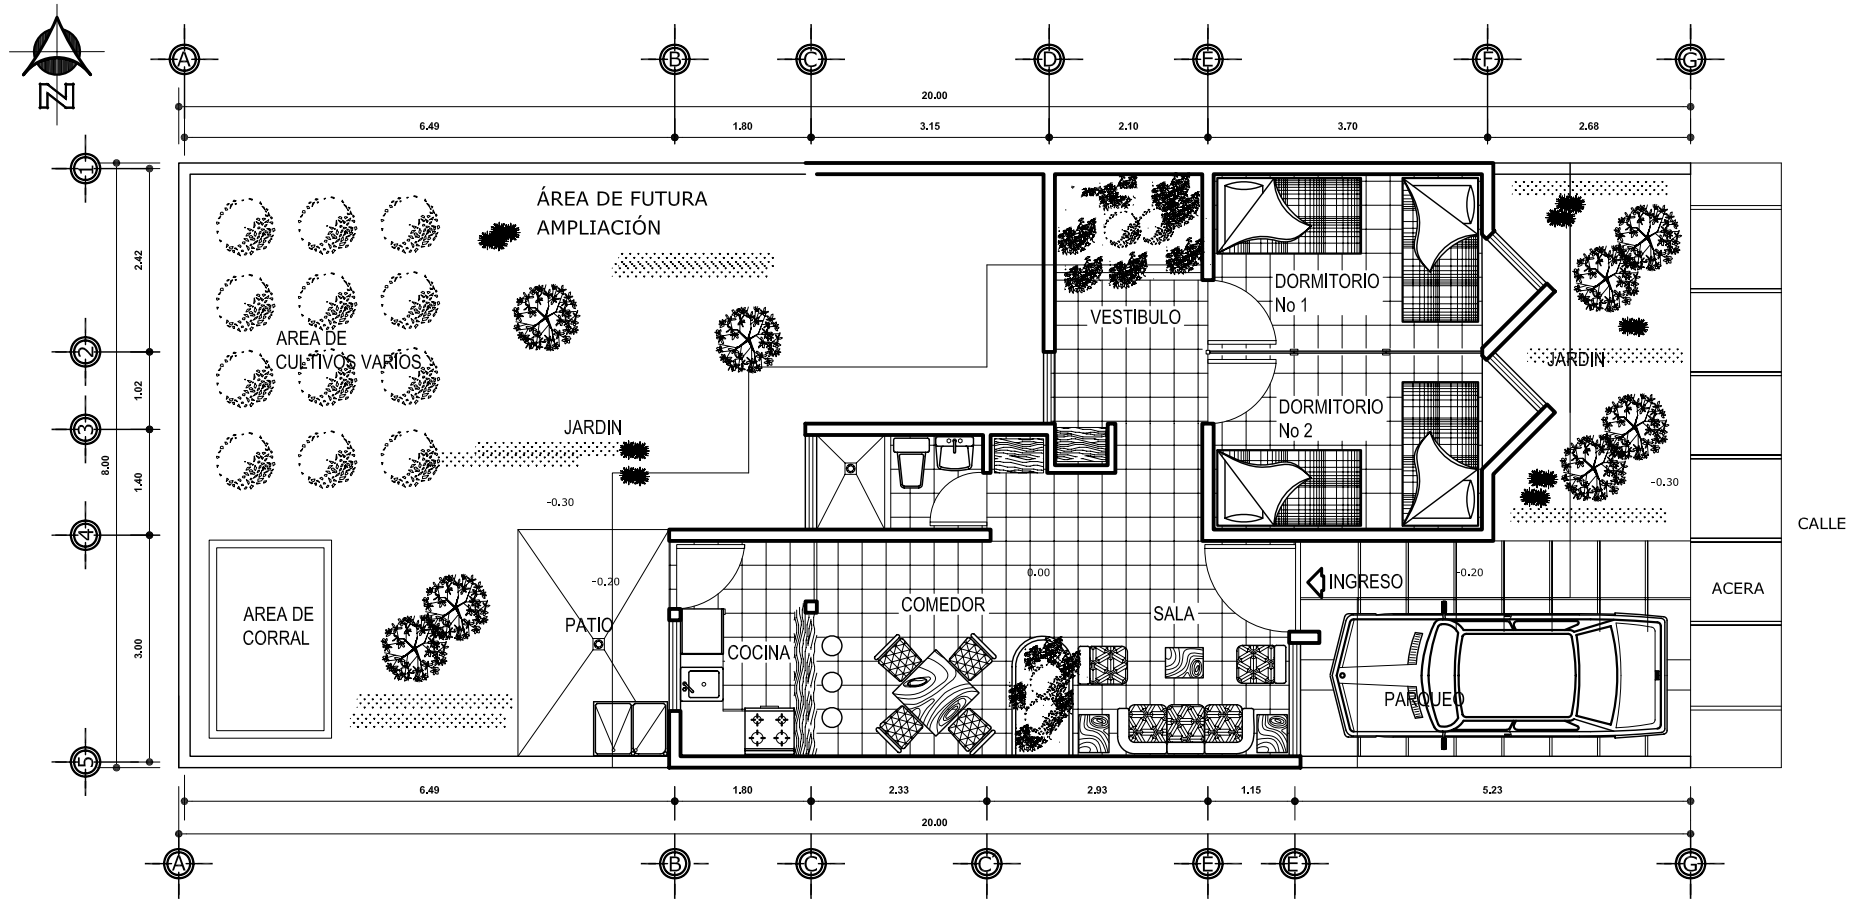 N
A B C D E F G
20.00
6.49 1.80 3.15 2.10 3.70 2.68
1
2
3
4
5
8.00
2.42
1.02
1.40
3.00
ÁREA DE FUTURA
AMPLIACIÓN
AREA DE
CULTIVOS VARIOS
JARDIN
-0.30
AREA DE
CORRAL
-0.20
PATIO
COCINA
COMEDOR
0.00
SALA
VESTIBULO
DORMITORIO
No 1
DORMITORIO
No 2
INGRESO
-0.20
PARQUEO
JARDIN
-0.30
CALLE
ACERA
6.49 1.80 2.33 2.93 1.15 5.23
20.00
A B C C' E E' G